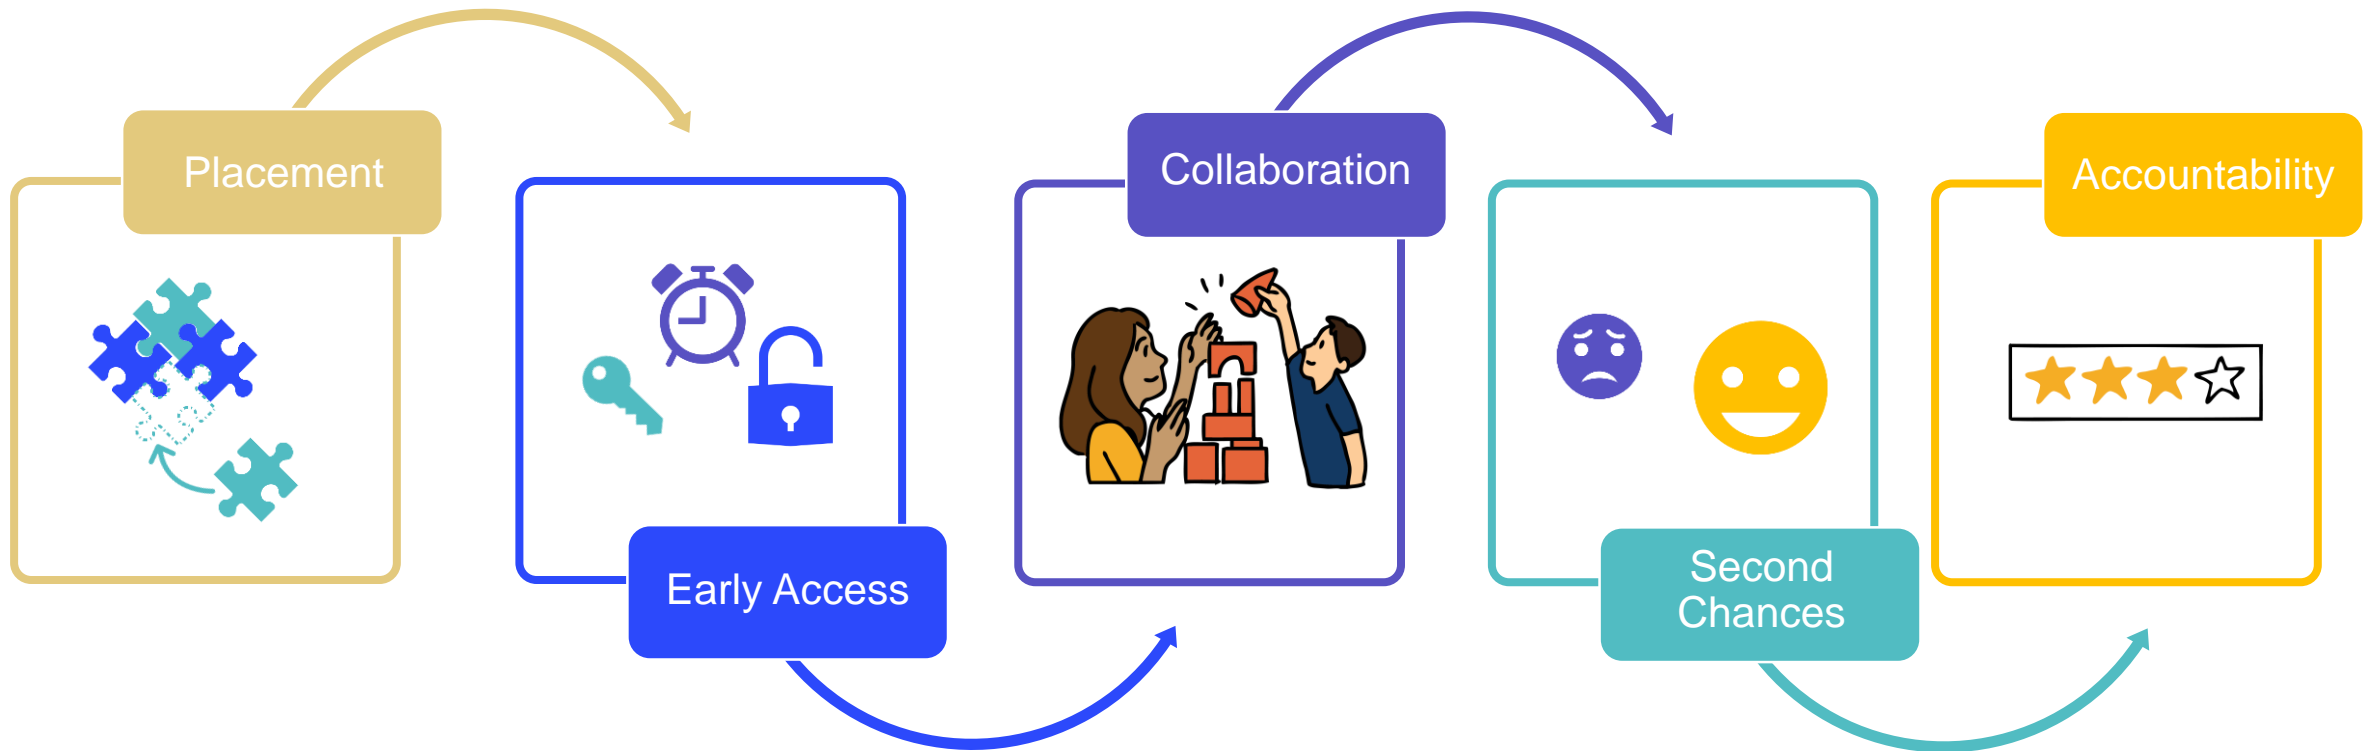 Placement
Early Access
Collaboration
Second
Chances
Accountability